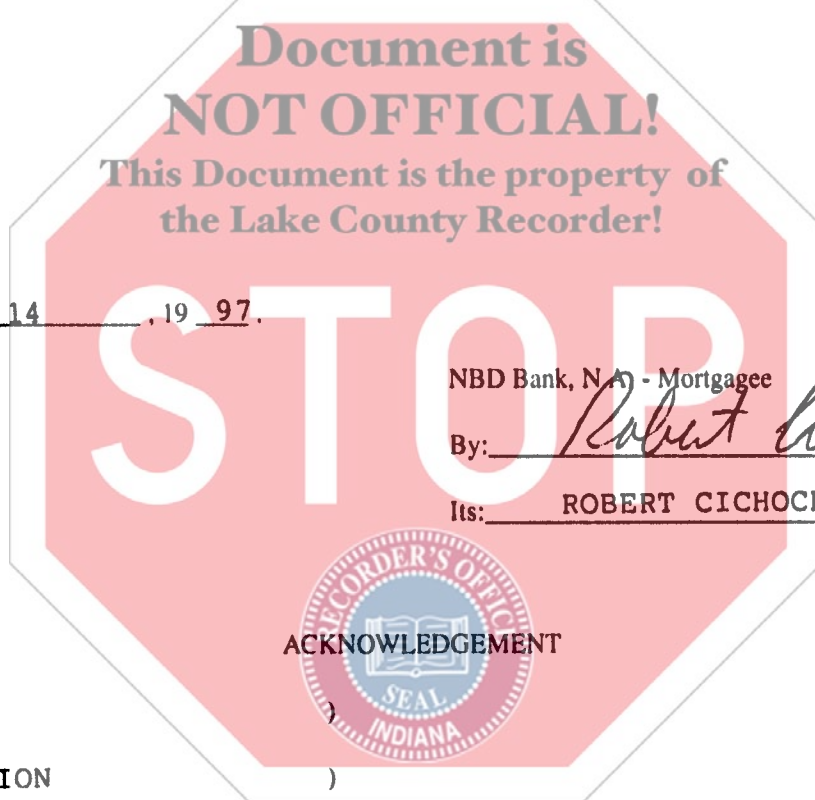 Document is
NOT OFFICIAL!
This Document is the property of
the Lake County Recorder!
STOP
14, 19 97.
NBD Bank, N.A. - Mortgagee
By: Robert
Its: ROBERT CICHOC
RECORDER'S OFFICE
ACKNOWLEDGEMENT
SEAL
)
INDIANA
ION )